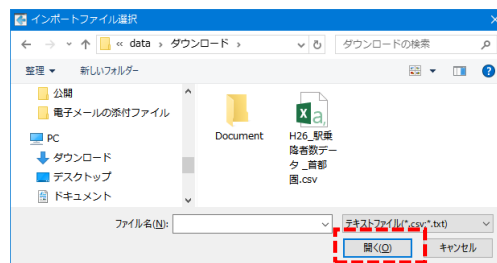 インポートファイル選択
« data › ダウンロード ›
ダウンロードの検索
整理
新しいフォルダー
公開
電子メールの添付ファイル
PC
ダウンロード
デスクトップ
ドキュメント
Document
H26_駅乗
降者数デー
タ _首都
圏.csv
ファイル名(N):
テキストファイル(*.csv;*.txt)
開く(O)
キャンセル